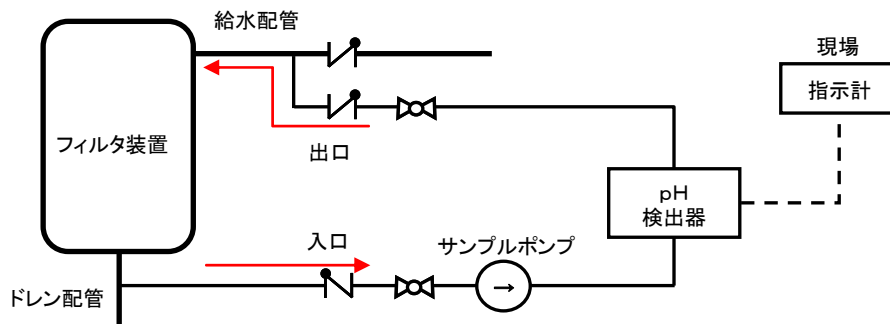 給水配管
現場
指示計
フィルタ装置
出口
pH
検出器
入口
サンプルポンプ
ドレン配管